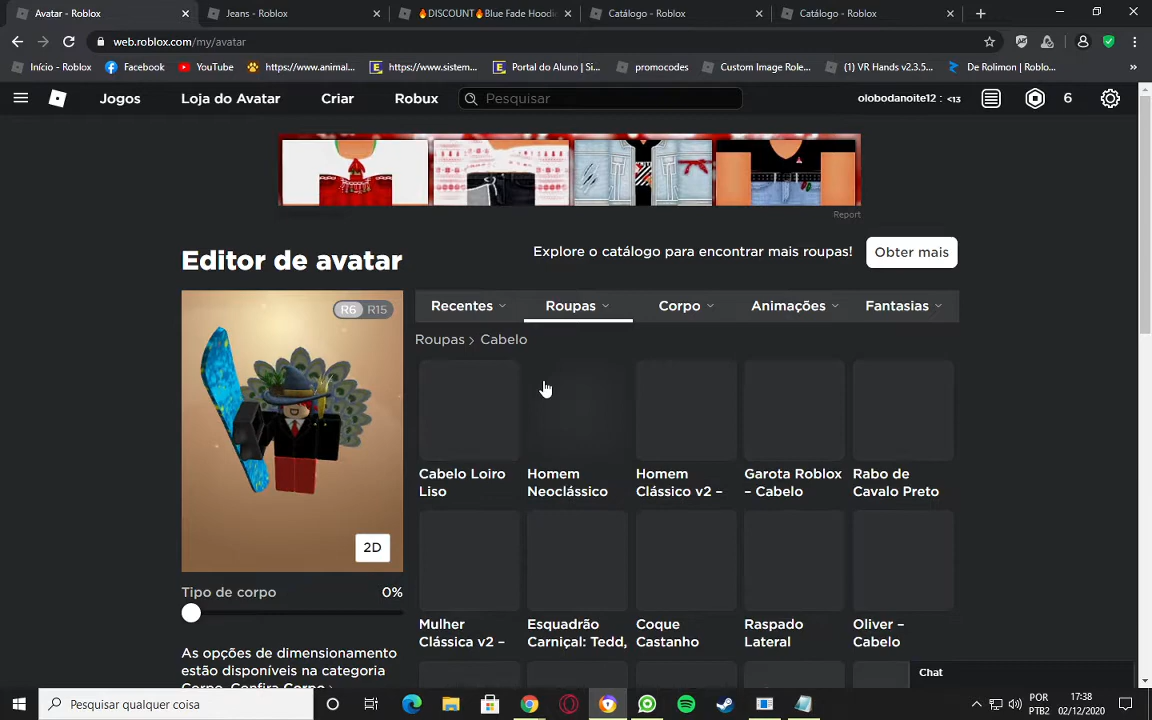 Avatar - Roblox
Jeans - Roblox
🔥DISCOUNT🔥Blue Fade Hoodi
Catálogo - Roblox
Catálogo - Roblox
web.roblox.com/my/avatar
Início - Roblox
Facebook
YouTube
https://www.animal...
https://www.sistem...
Portal do Aluno | Si...
promocodes
Custom Image Role...
(1) VR Hands v2.3.5...
De Rolimon | Roblo...
Jogos
Loja do Avatar
Criar
Robux
Pesquisar
olobodanoite12 : <13
6
Report
Editor de avatar
Explore o catálogo para encontrar mais roupas!
Obter mais
R6 R15
Recentes
Roupas
Corpo
Animações
Fantasias
Roupas > Cabelo
Cabelo Loiro
Liso
Homem
Neoclássico
Homem
Clássico v2 –
Garota Roblox
– Cabelo
Rabo de
Cavalo Preto
2D
Mulher
Clássica v2 –
Esquadrão
Carniçal: Tedd,
Coque
Castanho
Raspado
Lateral
Oliver –
Cabelo
Tipo de corpo 0%
As opções de dimensionamento
estão disponíveis na categoria
Corpo. Confira Corpo >
Chat
Pesquisar qualquer coisa
POR
PTB2
17:38
02/12/2020